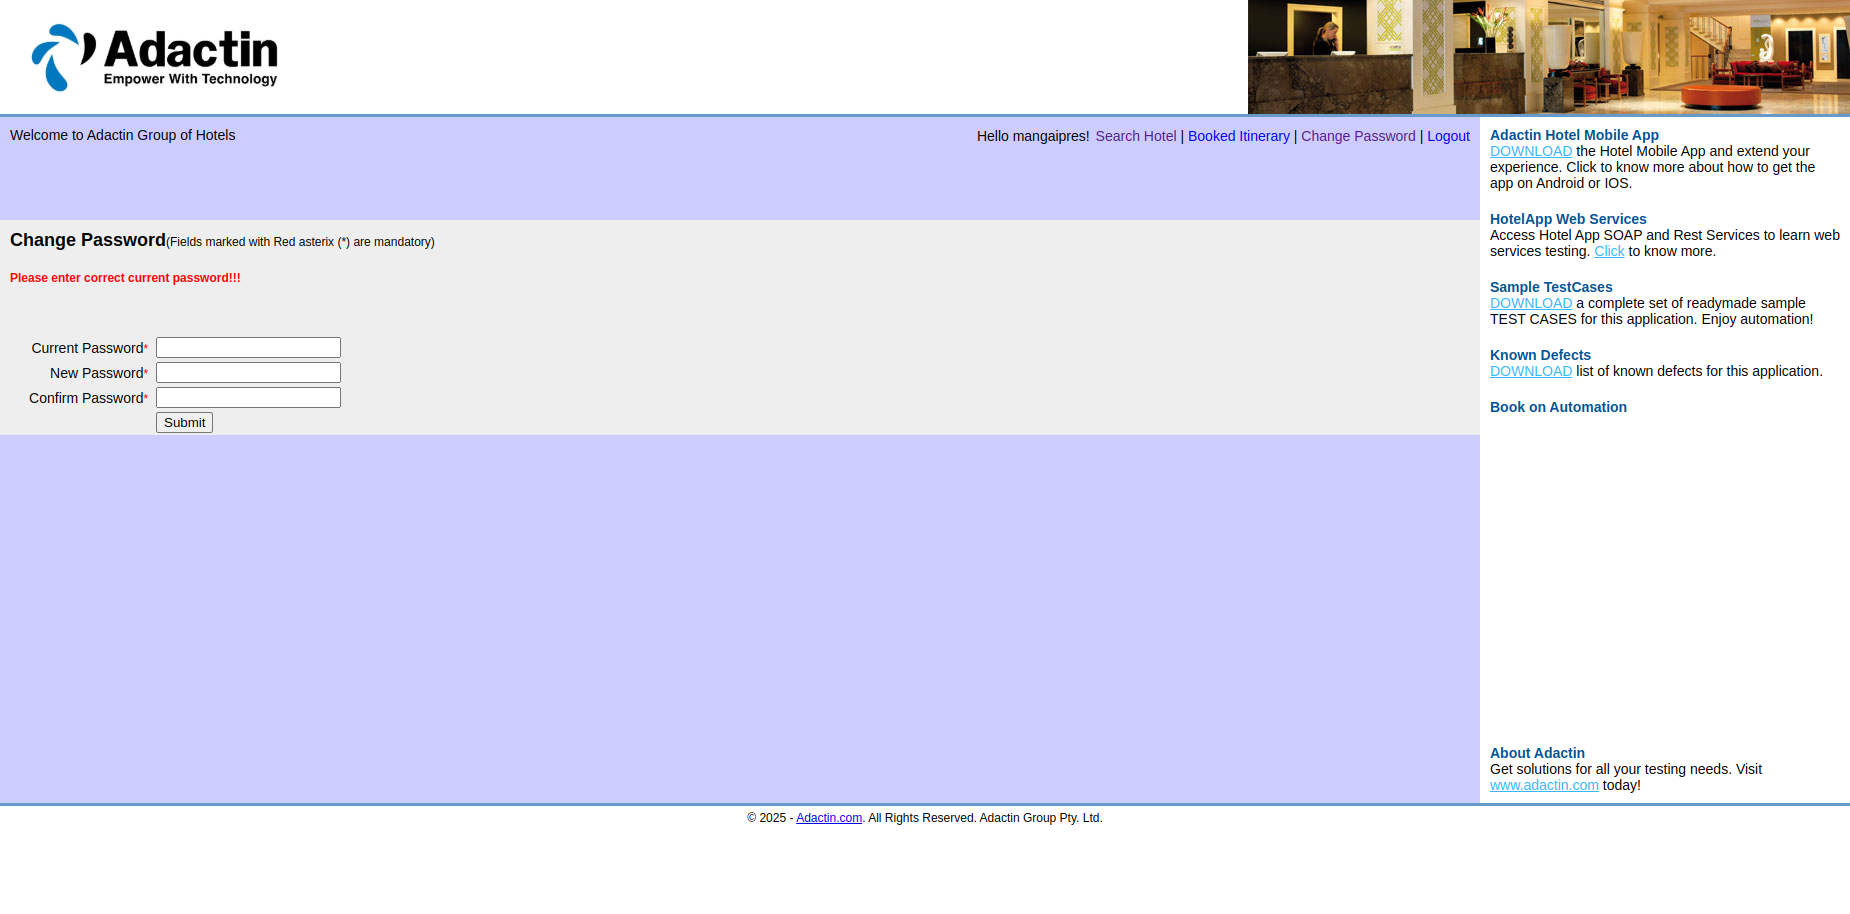 Adactin
Empower With Technology
Welcome to Adactin Group of Hotels
Hello mangaipres! Search Hotel | Booked Itinerary | Change Password | Logout
Change Password(Fields marked with Red asterix (*) are mandatory)
Please enter correct current password!!!
Current Password*
New Password*
Confirm Password*
Submit
Adactin Hotel Mobile App
DOWNLOAD the Hotel Mobile App and extend your
experience. Click to know more about how to get the
app on Android or IOS.
HotelApp Web Services
Access Hotel App SOAP and Rest Services to learn web
services testing. Click to know more.
Sample TestCases
DOWNLOAD a complete set of readymade sample
TEST CASES for this application. Enjoy automation!
Known Defects
DOWNLOAD list of known defects for this application.
Book on Automation
About Adactin
Get solutions for all your testing needs. Visit
www.adactin.com today!
© 2025 - Adactin.com. All Rights Reserved. Adactin Group Pty. Ltd.